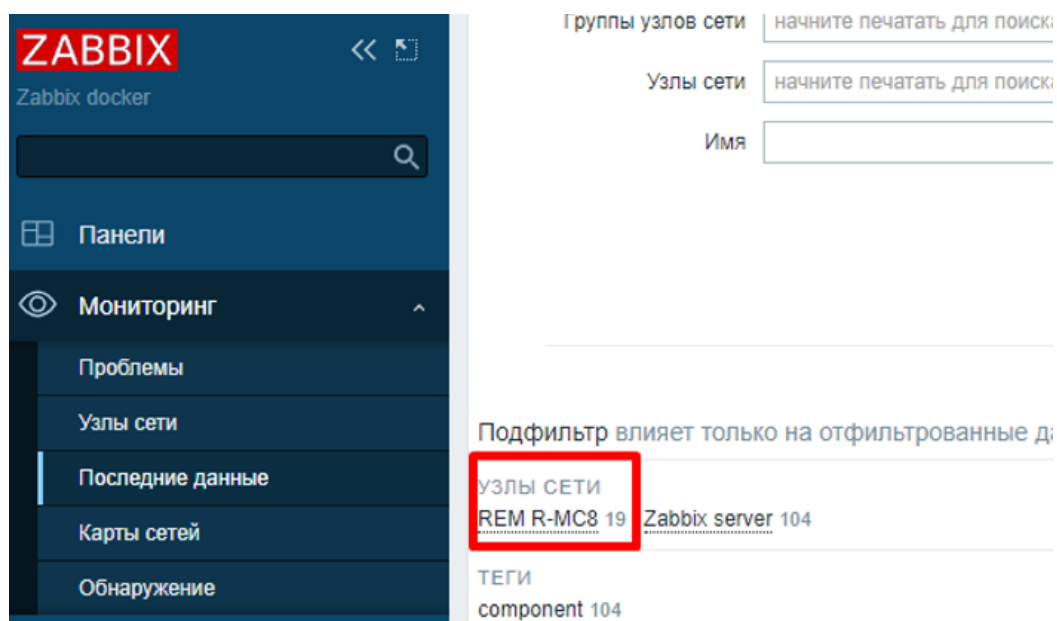 ZABBIX
Zabbix docker
Панели
Мониторинг
Проблемы
Узлы сети
Последние данные
Карты сетей
Обнаружение
Группы узлов сети начните печатать для поиска
Узлы сети начните печатать для поиска
Имя
Подфильтр влияет только на отфильтрованные
УЗЛЫ СЕТИ
REM R-MC8 19 Zabbix server 104
ТЕГИ
component 104